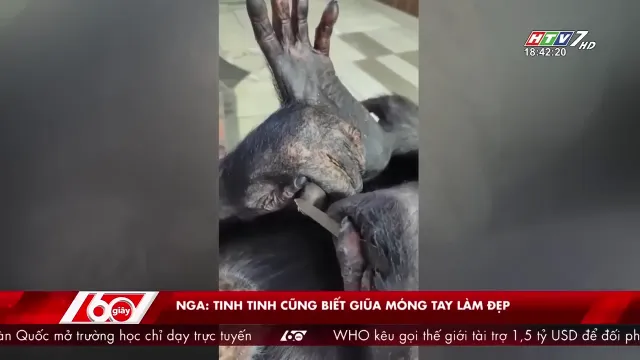 HTV7 HD
18:42:20
60 giây
NGA: TINH TINH CŨNG BIẾT GIŨA MÓNG TAY LÀM ĐẸP
àn Quốc mở trường học chỉ dạy trực tuyến 60 WHO kêu gọi thế giới tài trợ 1,5 tỷ USD để đối ph